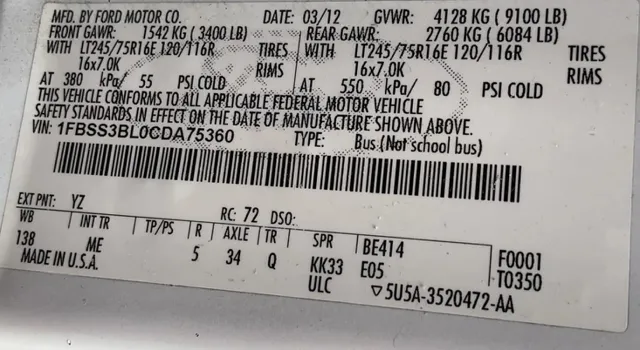 MFD. BY FORD MOTOR CO. DATE: 03/12 GVWR: 4128 KG (9100 LB)
FRONT GAWR: 1542 KG (3400 LB) REAR GAWR: 2760 KG (6084 LB)
WITH LT245/75R16E 120/116R TIRES WITH LT245/75R16E 120/116R TIRES
16x7.0K RIMS 16x7.0K RIMS
AT 380 kPa/ 55 PSI COLD AT 550 kPa/ 80 PSI COLD
THIS VEHICLE CONFORMS TO ALL APPLICABLE FEDERAL MOTOR VEHICLE
SAFETY STANDARDS IN EFFECT ON THE DATE OF MANUFACTURE SHOWN ABOVE.
VIN: 1FBSS3BL0CDA75360 TYPE: Bus (Not school bus)
EXT PNT: YZ RC: 72 DSO:
WB INT TR TP/PS R AXLE TR SPR BE414 F0001
138 ME 5 34 Q KK33 E05 T0350
MADE IN U.S.A. ULC ▽5U5A-3520472-AA